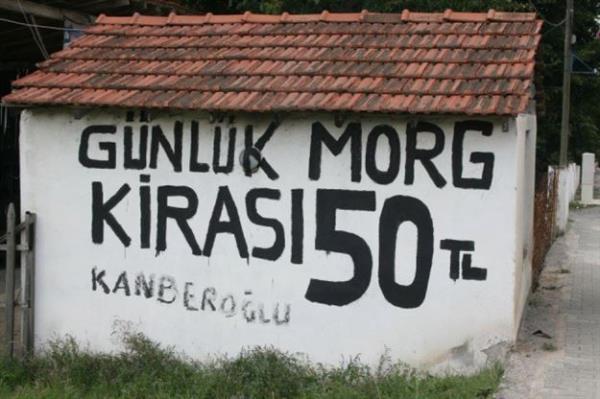 GÜNLÜK MORG
KİRASI 50 TL
KANBEROĞLU